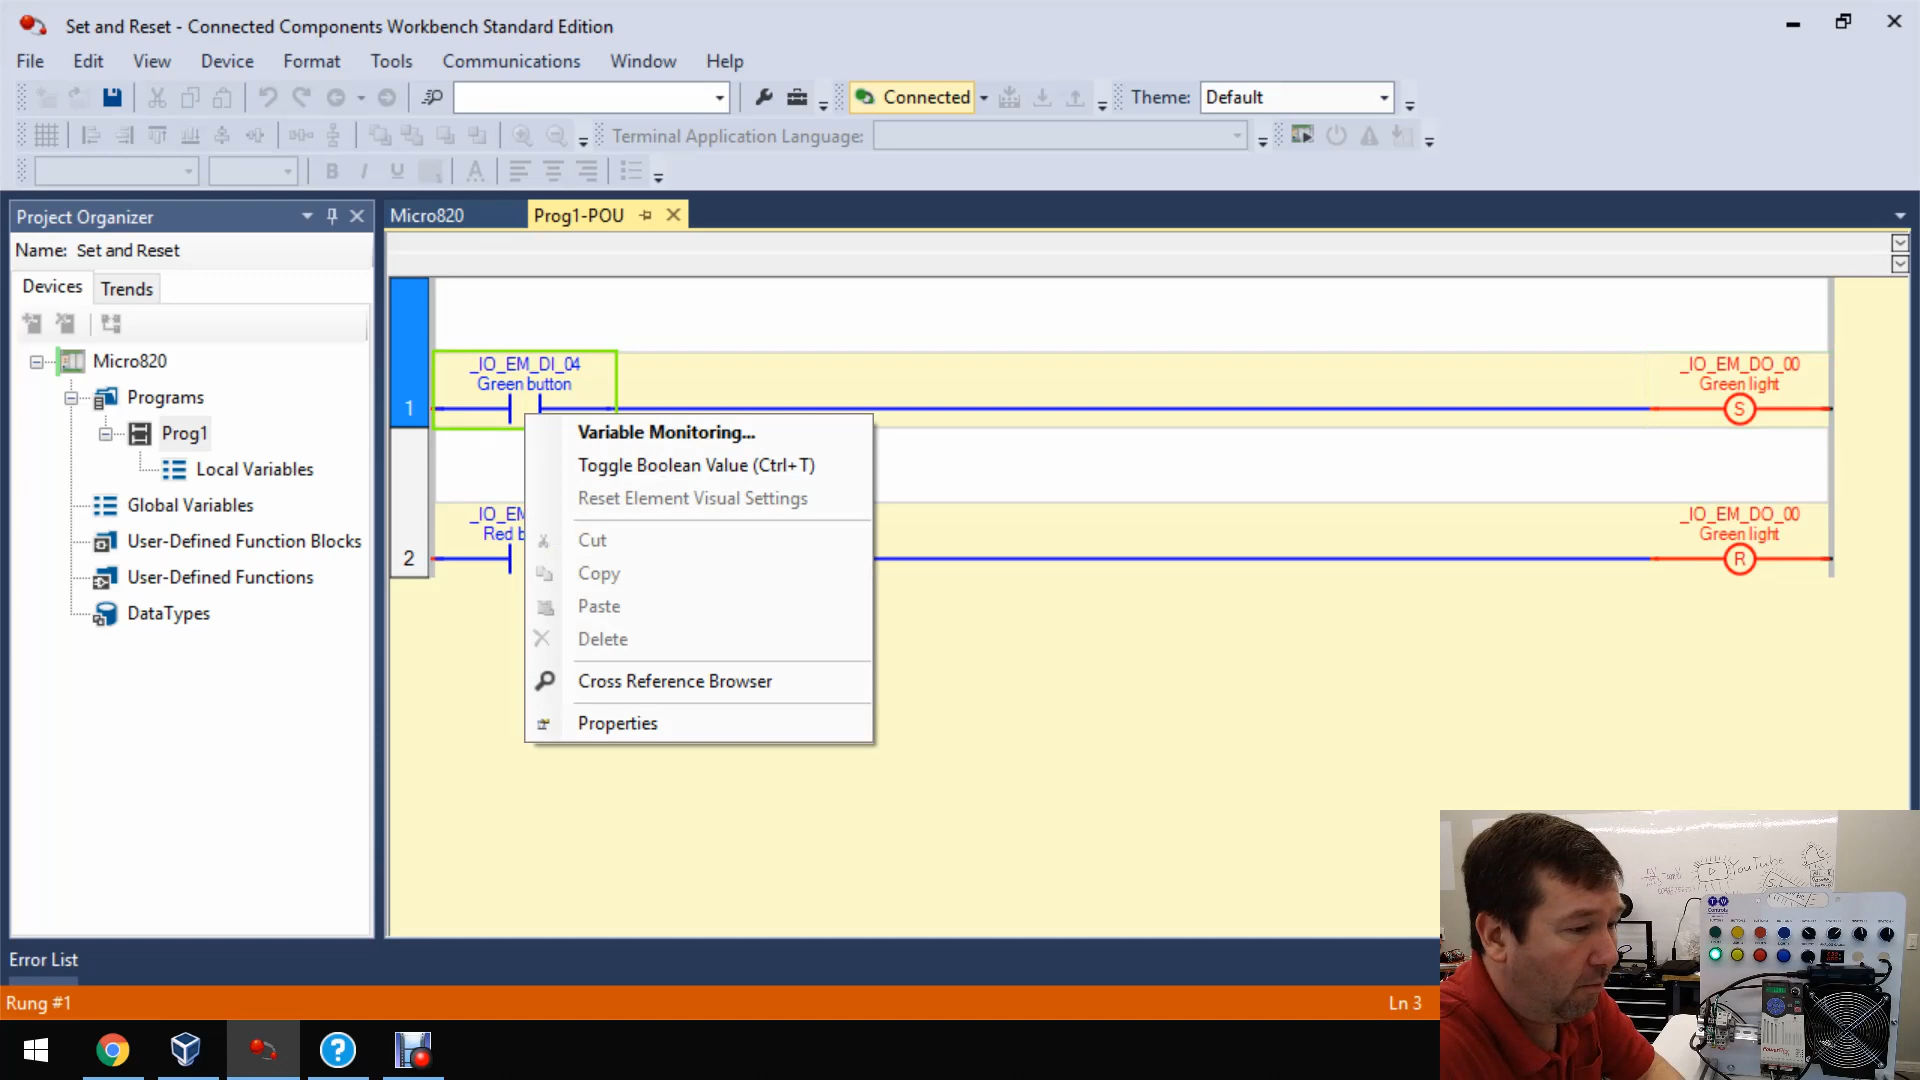 Set and Reset - Connected Components Workbench Standard Edition
File Edit View Device Format Tools Communications Window Help
Connected Theme: Default
Terminal Application Language:
B I U A
Project Organizer
Name: Set and Reset
Devices Trends
Micro820
Programs
Prog1
Local Variables
Global Variables
User-Defined Function Blocks
User-Defined Functions
DataTypes
Micro820 Prog1-POU
_IO_EM_DI_04
Green button
_IO_EM_DO_00
Green light
1
S
Variable Monitoring...
Toggle Boolean Value (Ctrl+T)
Reset Element Visual Settings
Cut
Copy
Paste
Delete
Cross Reference Browser
Properties
_IO_EM
Red b
_IO_EM_DO_00
Green light
2
R
Error List
Rung #1
Ln 3
YouTube
TW
Controls